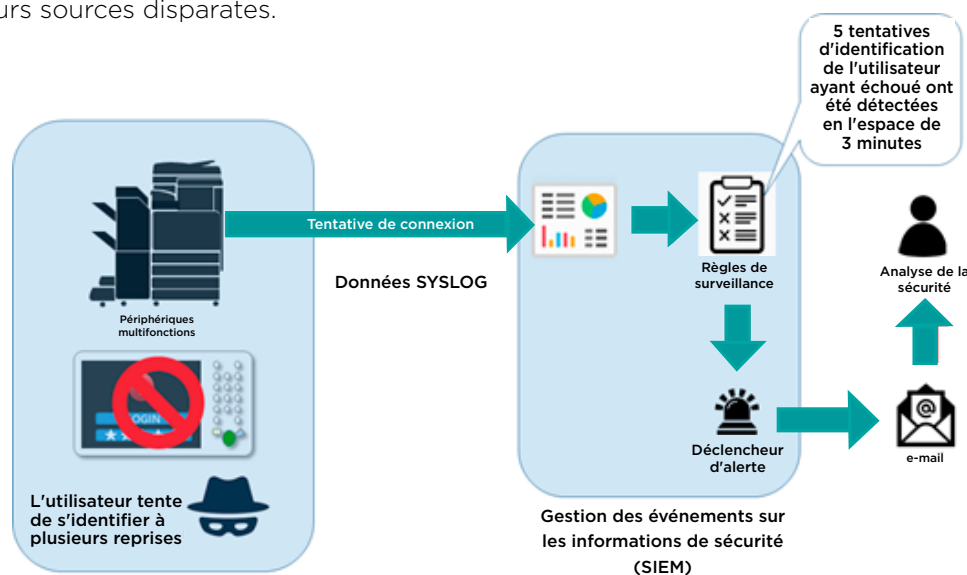 urs sources disparates.
5 tentatives
d'identification
de l'utilisateur
ayant échoué ont
été détectées
en l'espace de
3 minutes
Tentative de connexion
Données SYSLOG
Périphériques
multifonctions
LOGIN
L'utilisateur tente
de s'identifier à
plusieurs reprises
Règles de
surveillance
Déclencheur
d'alerte
Gestion des événements sur
les informations de sécurité
(SIEM)
Analyse de la
sécurité
@
e-mail